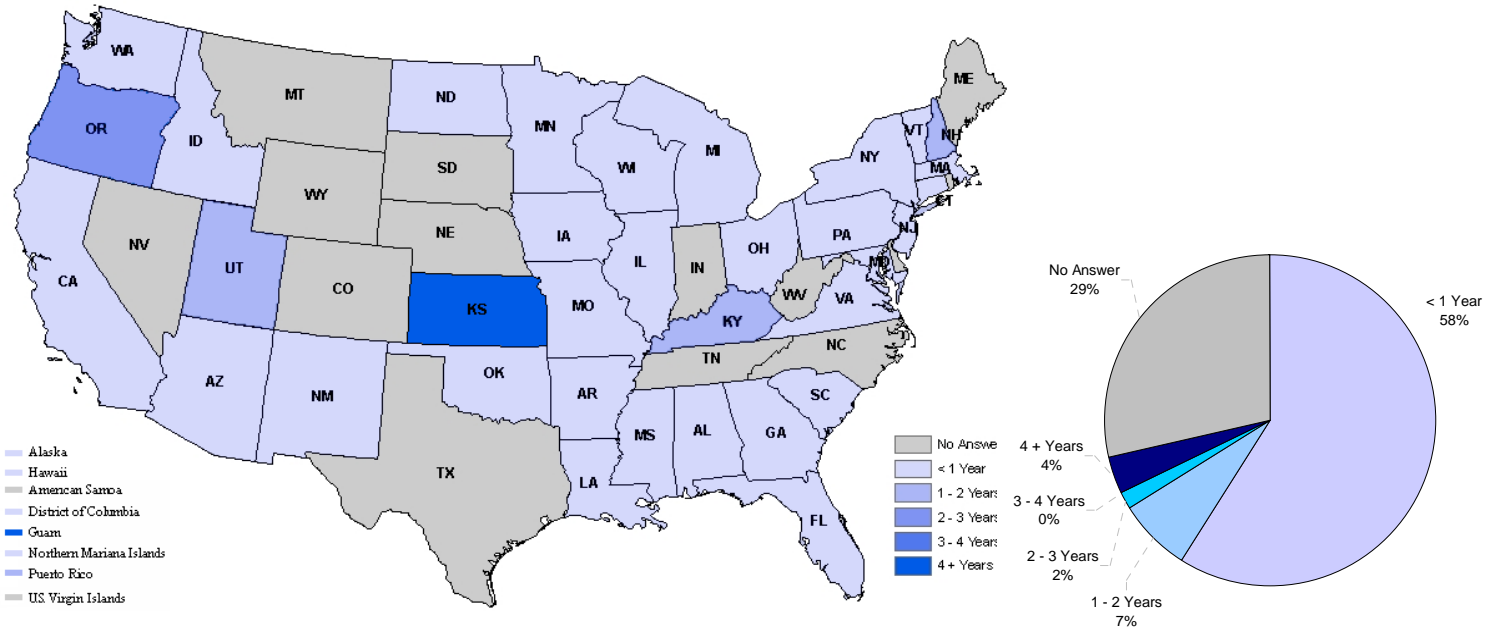 WA
MT
ND
MN
ME
OR
ID
SD
WI
MI
NY
VT
NH
MA
CT
WY
NE
IA
PA
NJ
NV
UT
CO
IL
IN
OH
MD
CA
KS
MO
WV
VA
KY
NC
TN
AZ
NM
OK
AR
SC
MS
AL
GA
TX
LA
FL
Alaska
Hawaii
American Samoa
District of Columbia
Guam
Northern Mariana Islands
Puerto Rico
U.S. Virgin Islands
No Answe
< 1 Year
1 - 2 Years
2 - 3 Years
3 - 4 Years
4 + Years
No Answer
29%
< 1 Year
58%
4 + Years
4%
3 - 4 Years
0%
2 - 3 Years
2%
1 - 2 Years
7%